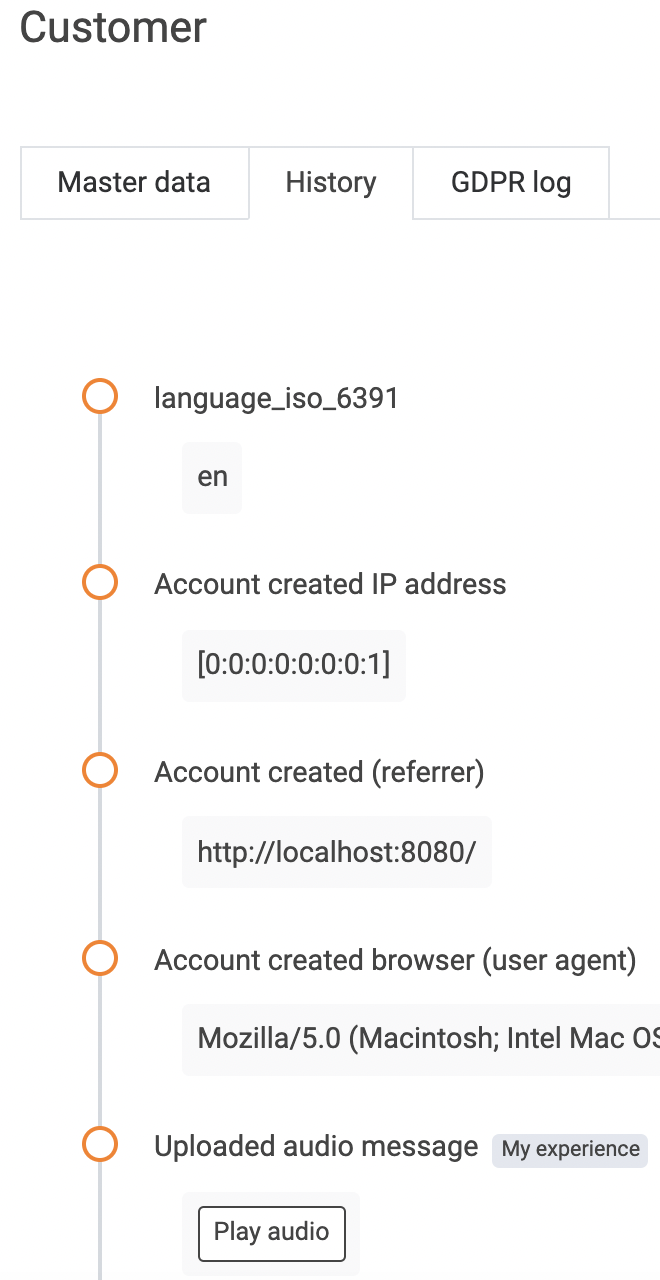 Customer
Master data
History
GDPR log
language_iso_6391
en
Account created IP address
[0:0:0:0:0:0:0:1]
Account created (referrer)
http://localhost:8080/
Account created browser (user agent)
Mozilla/5.0 (Macintosh; Intel Mac OS
Uploaded audio message My experience
Play audio